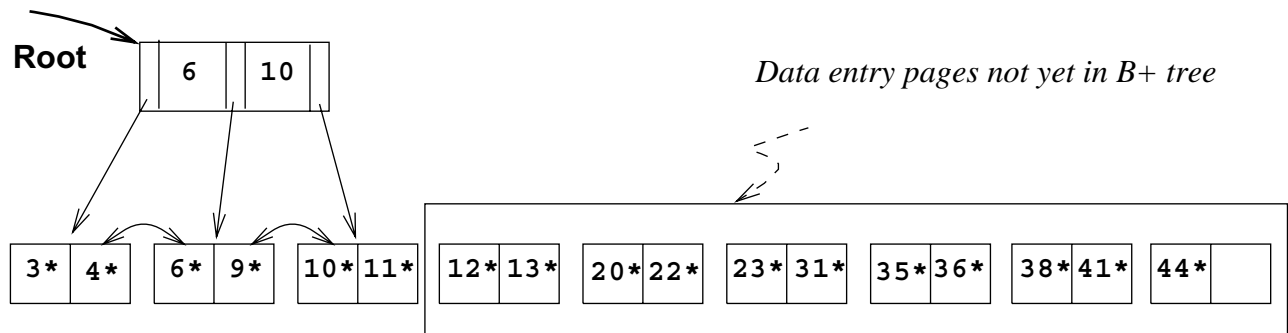 Root
6 10
Data entry pages not yet in B+ tree
3* 4* 6* 9* 10* 11* 12* 13* 20* 22* 23* 31* 35* 36* 38* 41* 44*